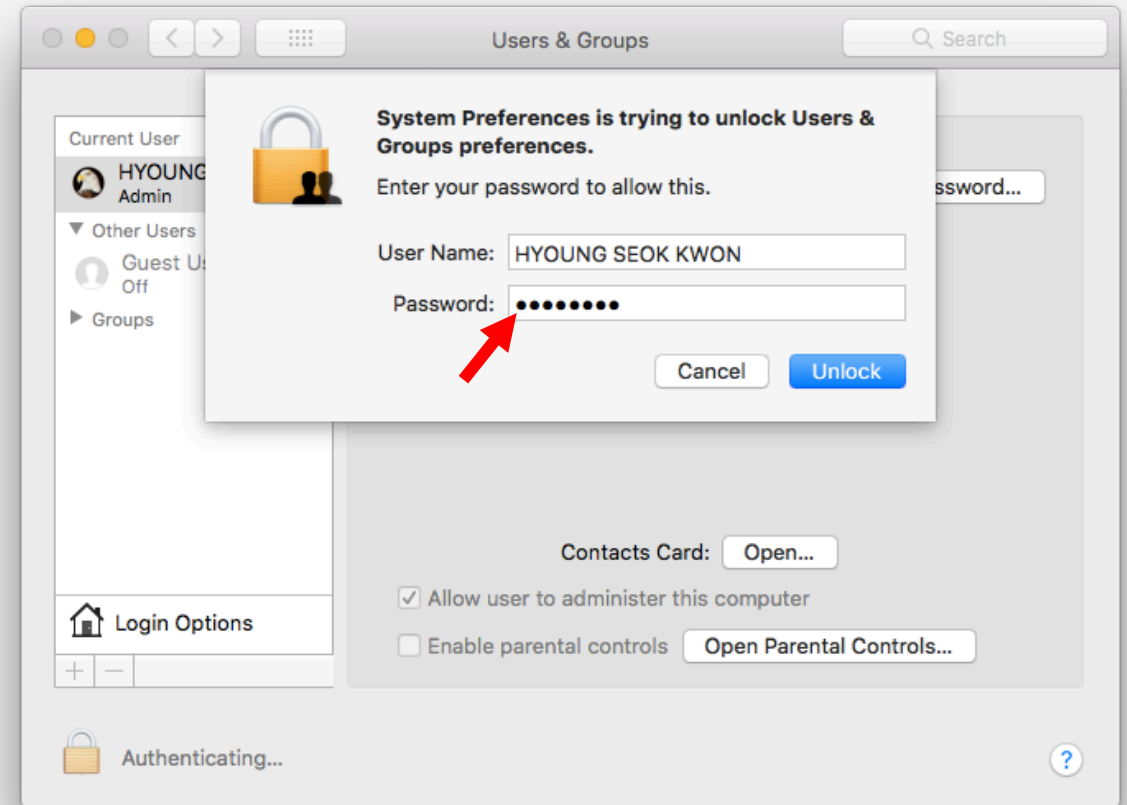 Users & Groups
Search
System Preferences is trying to unlock Users &
Groups preferences.
Enter your password to allow this.
User Name: HYOUNG SEOK KWON
Password: ●●●●●●●●
Cancel
Unlock
Current User
HYOUNG
Admin
Other Users
Guest
Off
Groups
ssword...
Contacts Card: Open...
Allow user to administer this computer
Enable parental controls Open Parental Controls...
Login Options
+ −
Authenticating...
?